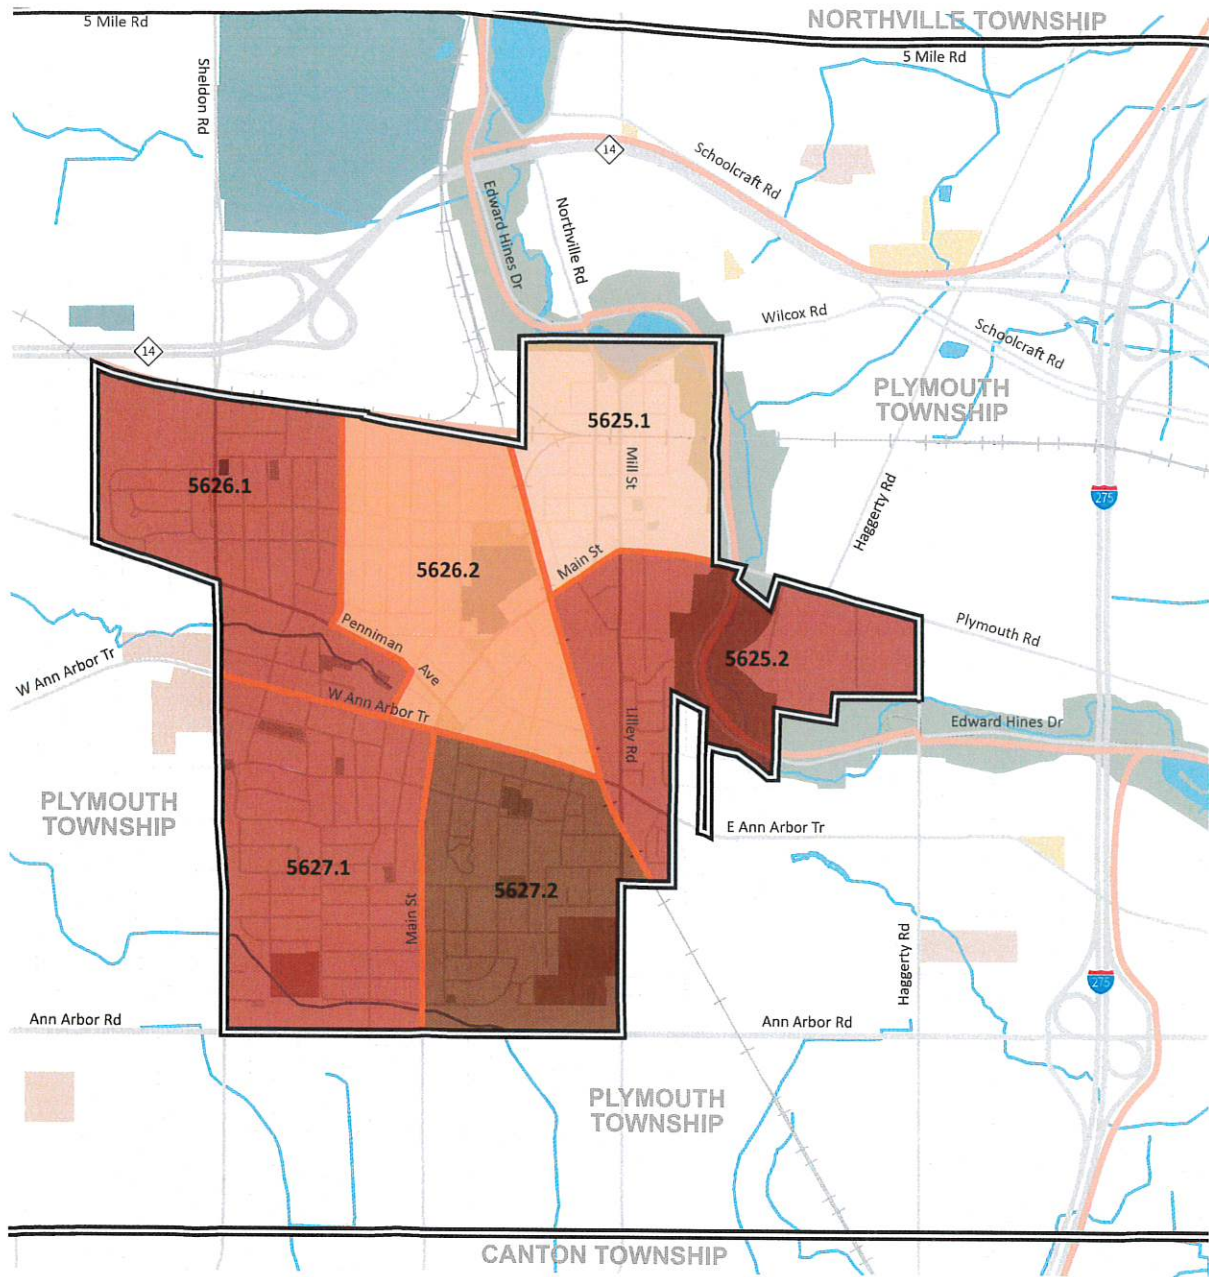 NORTHVILLE TOWNSHIP
5 Mile Rd
5 Mile Rd
Sheldon Rd
14
Schoolcraft Rd
Edward Hines Dr
Northville Rd
Wilcox Rd
Schoolcraft Rd
14
PLYMOUTH
TOWNSHIP
5625.1
Mill St
5626.1
Haggerty Rd
275
Main St
5626.2
Penniman
Ave
Plymouth Rd
5625.2
W Ann Arbor Tr
W Ann Arbor Tr
Lilley Rd
Edward Hines Dr
PLYMOUTH
TOWNSHIP
E Ann Arbor Tr
5627.1
5627.2
Main St
Haggerty Rd
275
Ann Arbor Rd
Ann Arbor Rd
PLYMOUTH
TOWNSHIP
CANTON TOWNSHIP